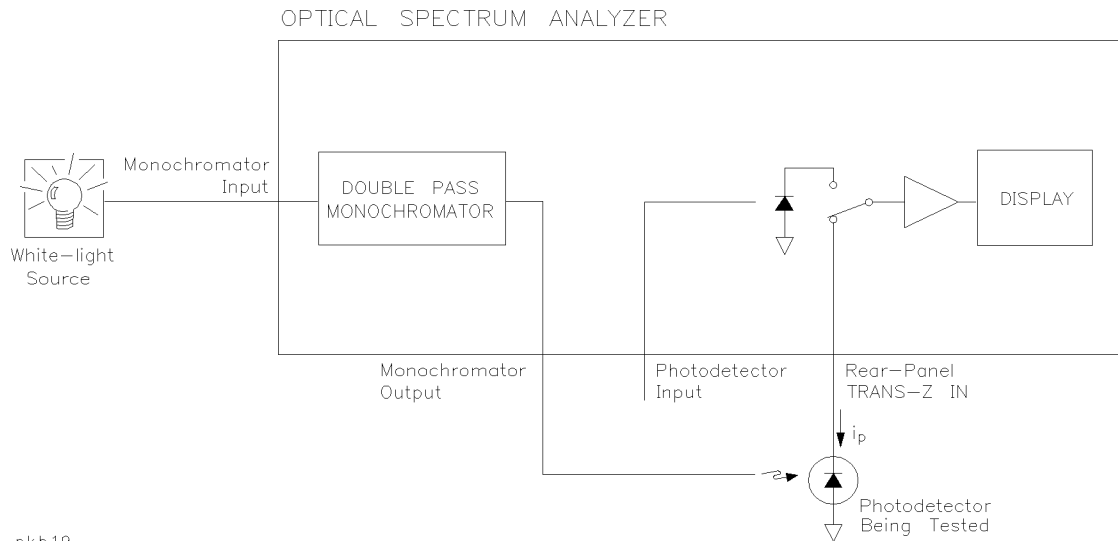 OPTICAL SPECTRUM ANALYZER
Monochromator
Input
DOUBLE PASS
MONOCHROMATOR
DISPLAY
White-light
Source
Monochromator
Output
Photodetector
Input
Rear-Panel
TRANS-Z IN
ip
Photodetector
Being Tested